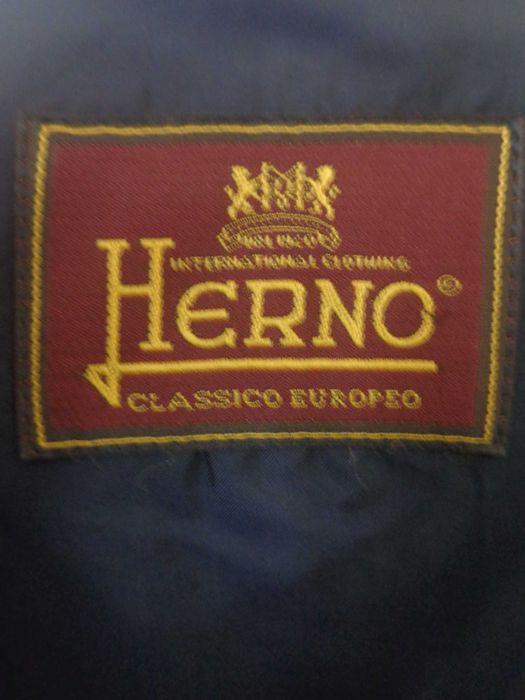 INTERNATIONAL CLOTHING
HERNO®
CLASSICO EUROPEO